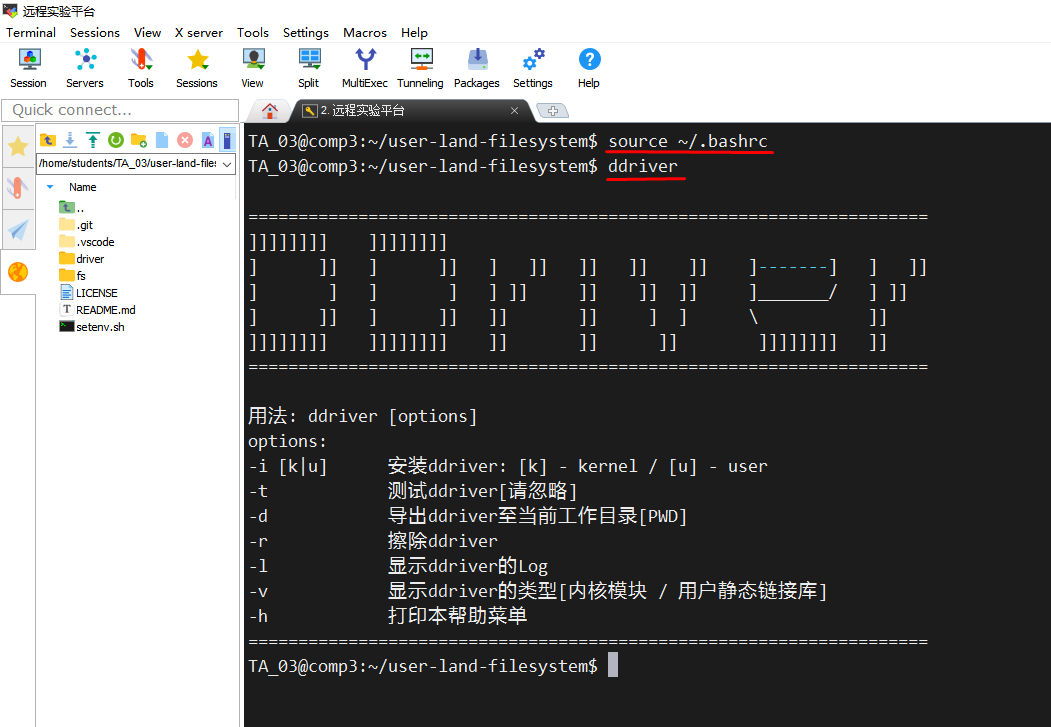 远程实验平台
Terminal Sessions View X server Tools Settings Macros Help
Session Servers Tools Sessions View Split MultiExec Tunneling Packages Settings Help
Quick connect...
2. 远程实验平台
/home/students/TA_03/user-land-files
Name
..
.git
.vscode
driver
fs
LICENSE
README.md
setenv.sh
TA_03@comp3:~/user-land-filesystem$ source ~/.bashrc
TA_03@comp3:~/user-land-filesystem$ ddriver
====================================================================
]]]]]]]]    ]]]]]]]]
]      ]]   ]      ]]   ]   ]]   ]]   ]]    ]]    ]-------]   ]   ]]
]       ]   ]       ]   ] ]]     ]]    ]]  ]]     ]_______/   ] ]]
]      ]]   ]      ]]   ]]       ]]     ]  ]      \           ]]
]]]]]]]]    ]]]]]]]]    ]]       ]]      ]]        ]]]]]]]]   ]]
====================================================================
用法: ddriver [options]
options:
-i [k|u]      安装ddriver: [k] - kernel / [u] - user
-t            测试ddriver[请忽略]
-d            导出ddriver至当前工作目录[PWD]
-r            擦除ddriver
-l            显示ddriver的Log
-v            显示ddriver的类型[内核模块 / 用户静态链接库]
-h            打印本帮助菜单
====================================================================
TA_03@comp3:~/user-land-filesystem$